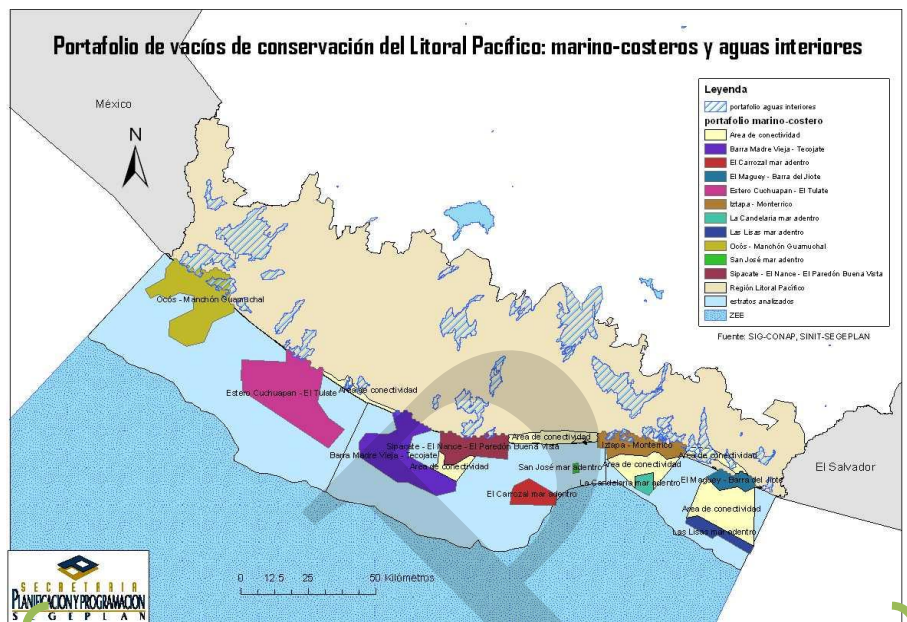 Portafolio de vacíos de conservación del Litoral Pacífico: marino-costeros y aguas interiores
México
N
Leyenda
portafolio aguas interiores
portafolio marino-costero
Area de conectividad
Barra Madre Vieja - Tecojate
El Carrozal mar adentro
El Maguey - Barra del Jiote
Estero Cuchuapan - El Tulate
Iztapa - Monterrico
La Candelaria mar adentro
Las Lisas mar adentro
Ocós - Manchón Guamuchal
San José mar adentro
Sipacate - El Nance - El Paredón Buena Vista
Región Litoral Pacífico
estratos analizados
ZEE
Fuente: SIG-CONAP, SINIT-SEGEPLAN
Ocós - Manchón Guamuchal
Estero Cuchuapan - El Tulate
Area de conectividad
Sipacate - El Nance - El Paredón Buena Vista
Area de conectividad
Iztapa - Monterrico
Barra Madre Vieja - Tecojate
Area de conectividad
San José mar adentro
Area de conectividad
Area de conectividad
El Salvador
La Candelaria mar adentro
El Maguey - Barra del Jiote
El Carrozal mar adentro
Area de conectividad
Las Lisas mar adentro
0 12.5 25 50 Kilómetros
SECRETARIA
PLANIFICACION Y PROGRAMACION
SEGEPLAN